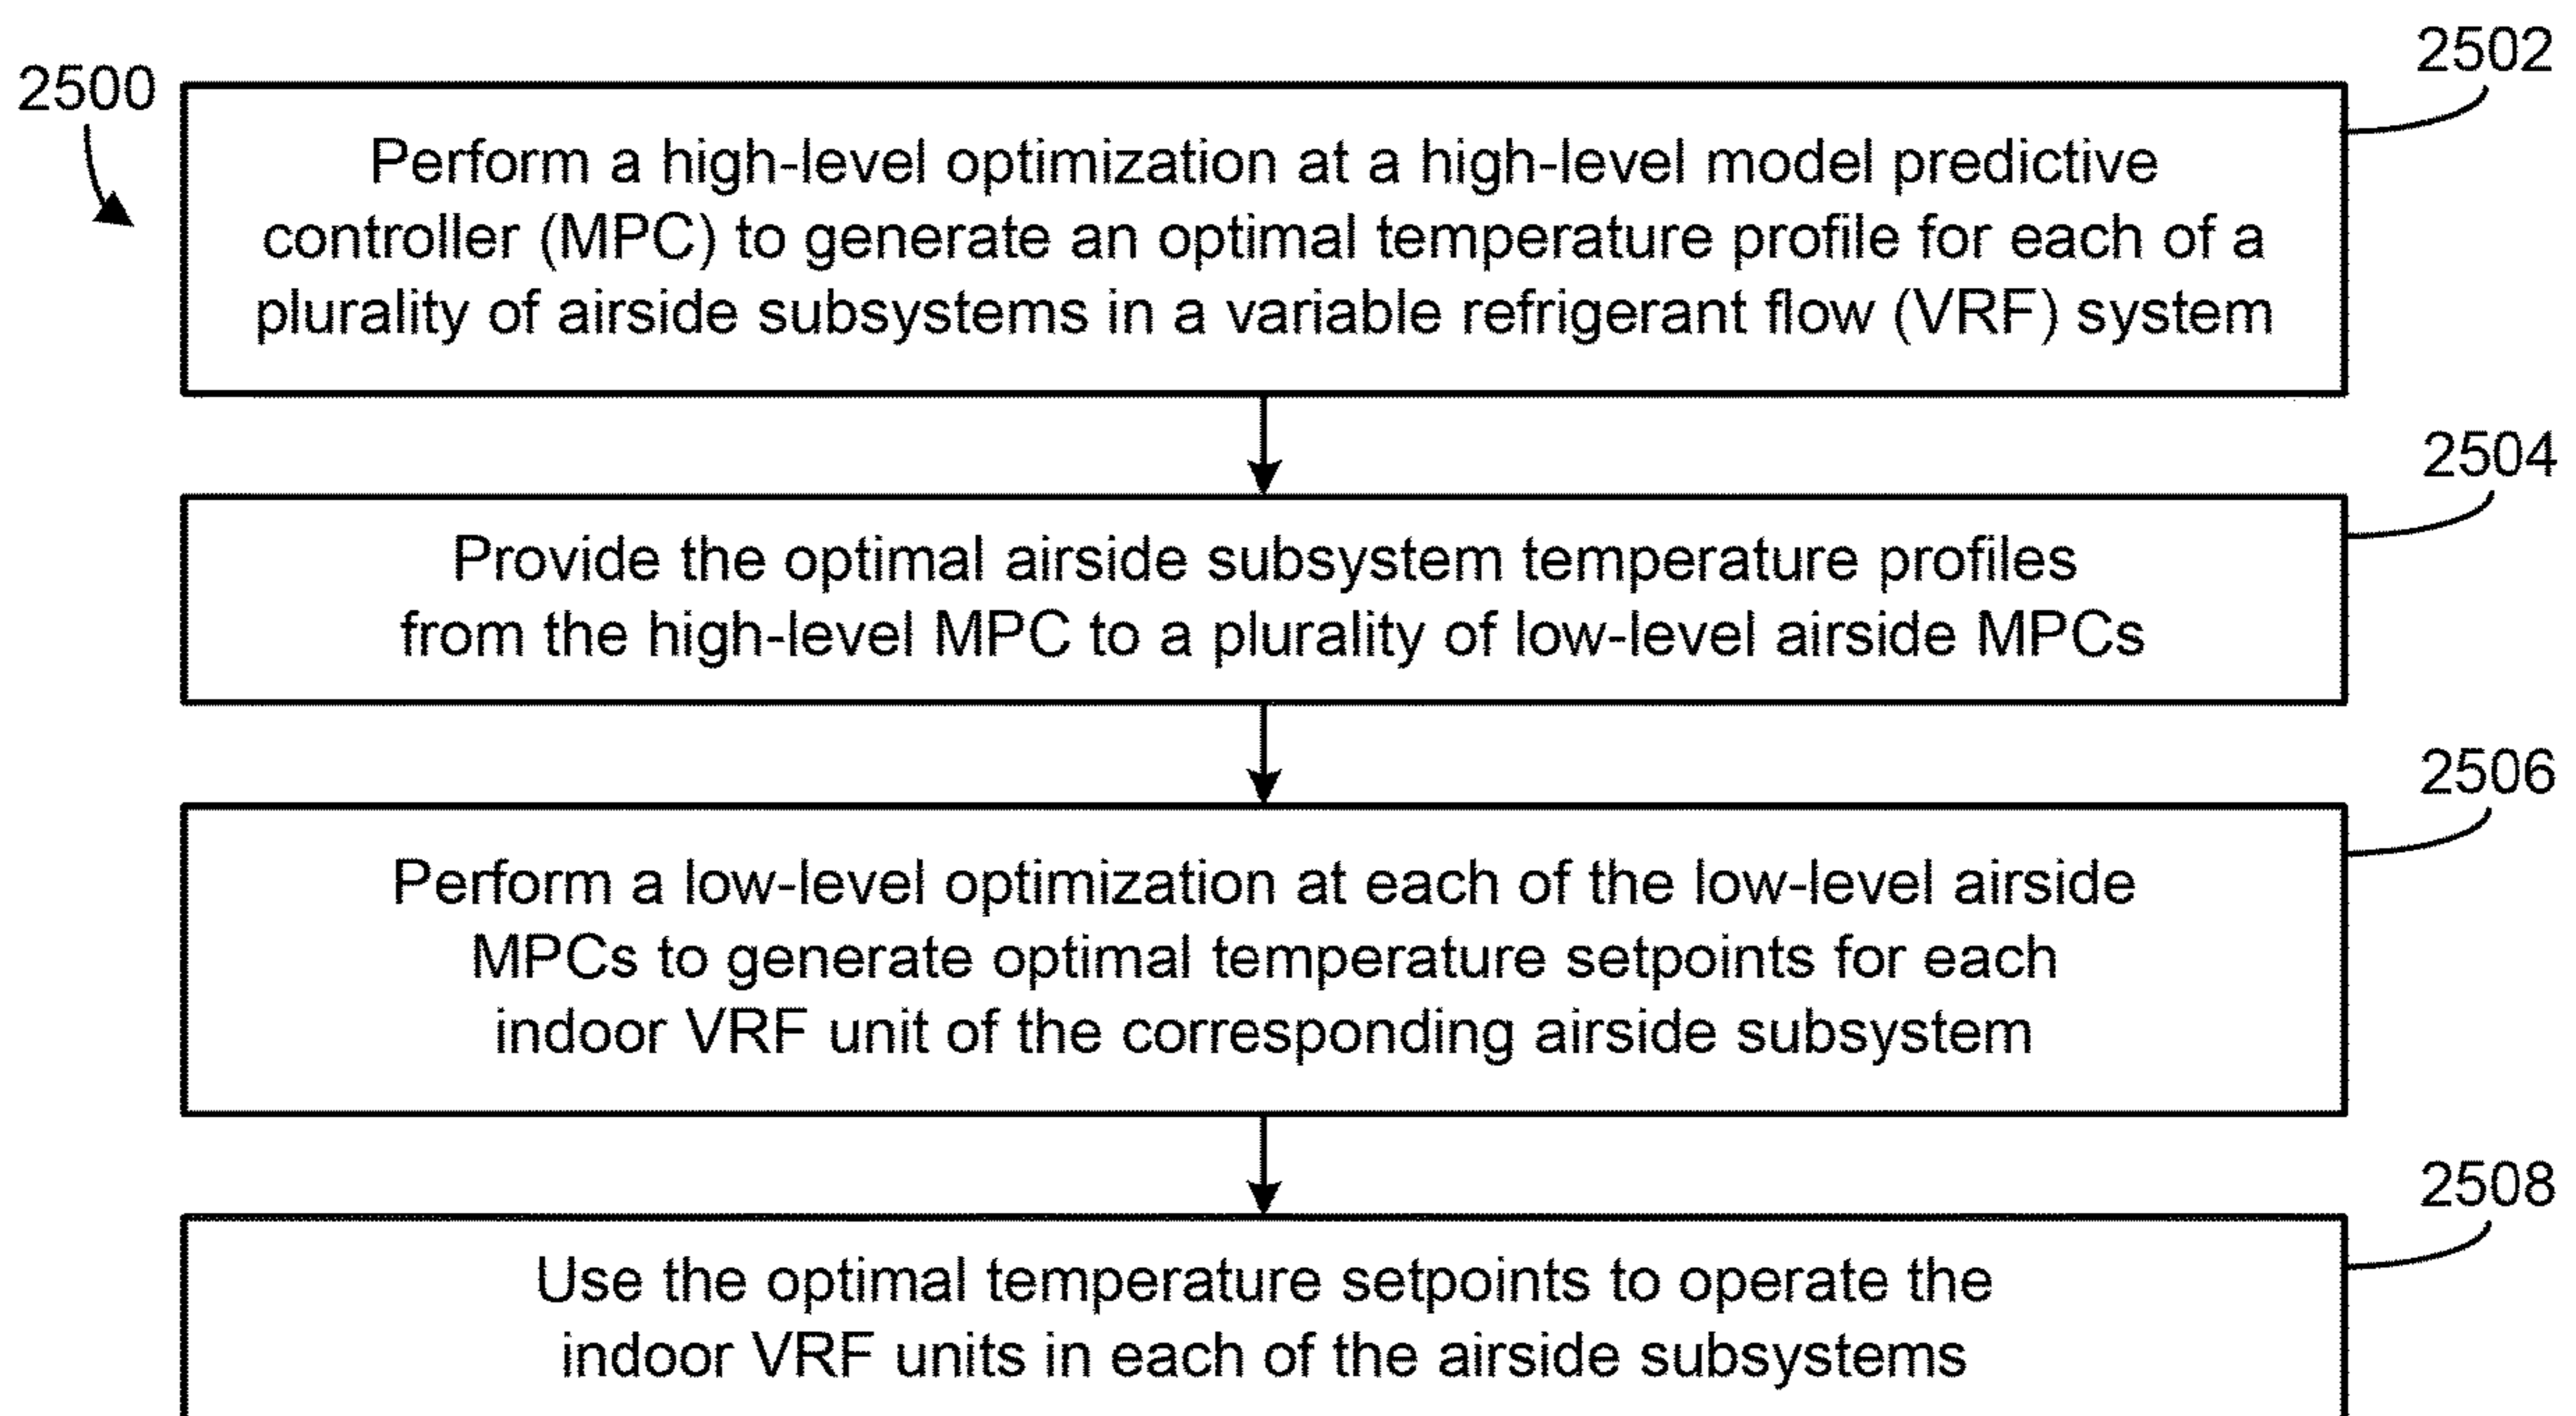 2500
2502
Perform a high-level optimization at a high-level model predictive
controller (MPC) to generate an optimal temperature profile for each of a
plurality of airside subsystems in a variable refrigerant flow (VRF) system
2504
Provide the optimal airside subsystem temperature profiles
from the high-level MPC to a plurality of low-level airside MPCs
2506
Perform a low-level optimization at each of the low-level airside
MPCs to generate optimal temperature setpoints for each
indoor VRF unit of the corresponding airside subsystem
2508
Use the optimal temperature setpoints to operate the
indoor VRF units in each of the airside subsystems